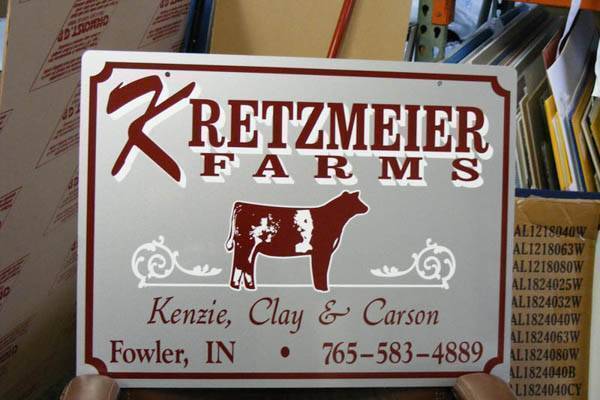 KRETZMEIER
FARMS
Kenzie, Clay & Carson
Fowler, IN • 765-583-4889
AL1218040W
AL1218063W
AL1218080W
AL1824025W
AL1824032W
AL1824040W
AL1824063W
AL1824080W
AL1824040B
AL1824040CY